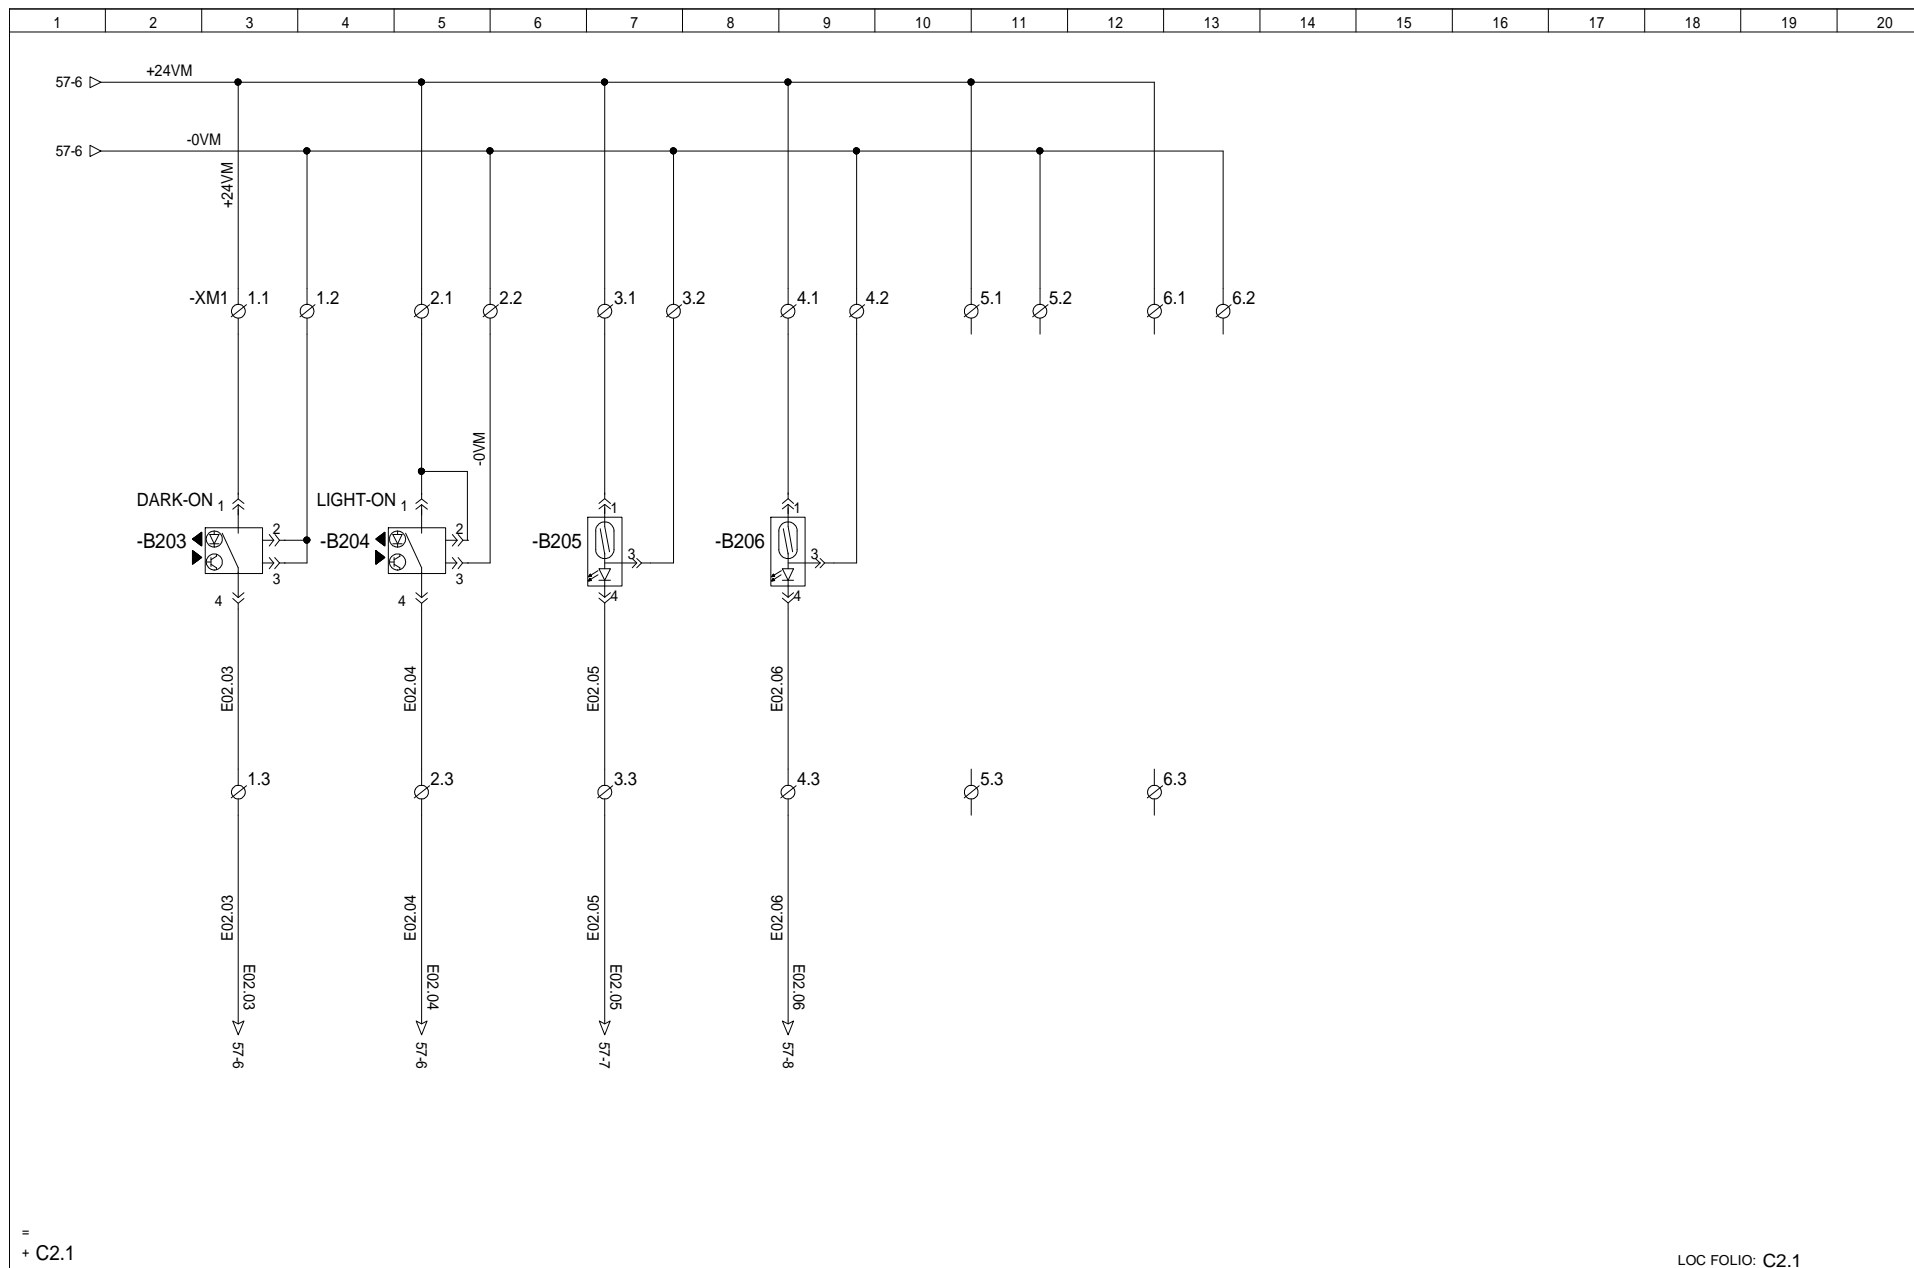 1 2 3 4 5 6 7 8 9 10 11 12 13 14 15 16 17 18 19 20
57-6 +24VM
57-6 -0VM
+24VM
-XM1 1.1 1.2 2.1 2.2 3.1 3.2 4.1 4.2 5.1 5.2 6.1 6.2
-0VM
DARK-ON 1 LIGHT-ON 1 1 1
-B203 2 -B204 2 -B205 -B206
3 3 3 3
4 4 4 4
E02.03 E02.04 E02.05 E02.06
1.3 2.3 3.3 4.3 5.3 6.3
E02.03 E02.04 E02.05 E02.06
E02.03 E02.04 E02.05 E02.06
57-6 57-6 57-7 57-8
=
+ C2.1
LOC FOLIO: C2.1